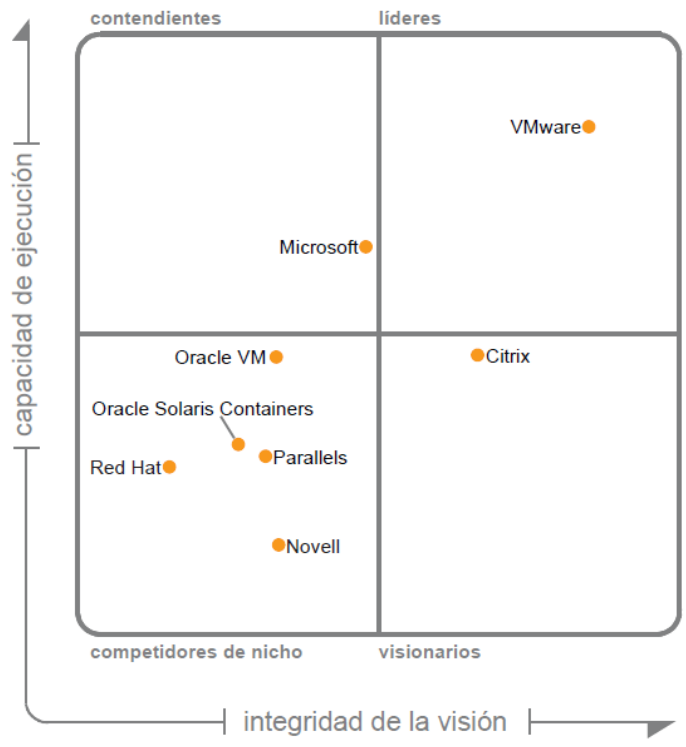 contendientes
líderes
VMware
Microsoft
capacidad de ejecución
Oracle VM
Citrix
Oracle Solaris Containers
Parallels
Red Hat
Novell
competidores de nicho
visionarios
integridad de la visión